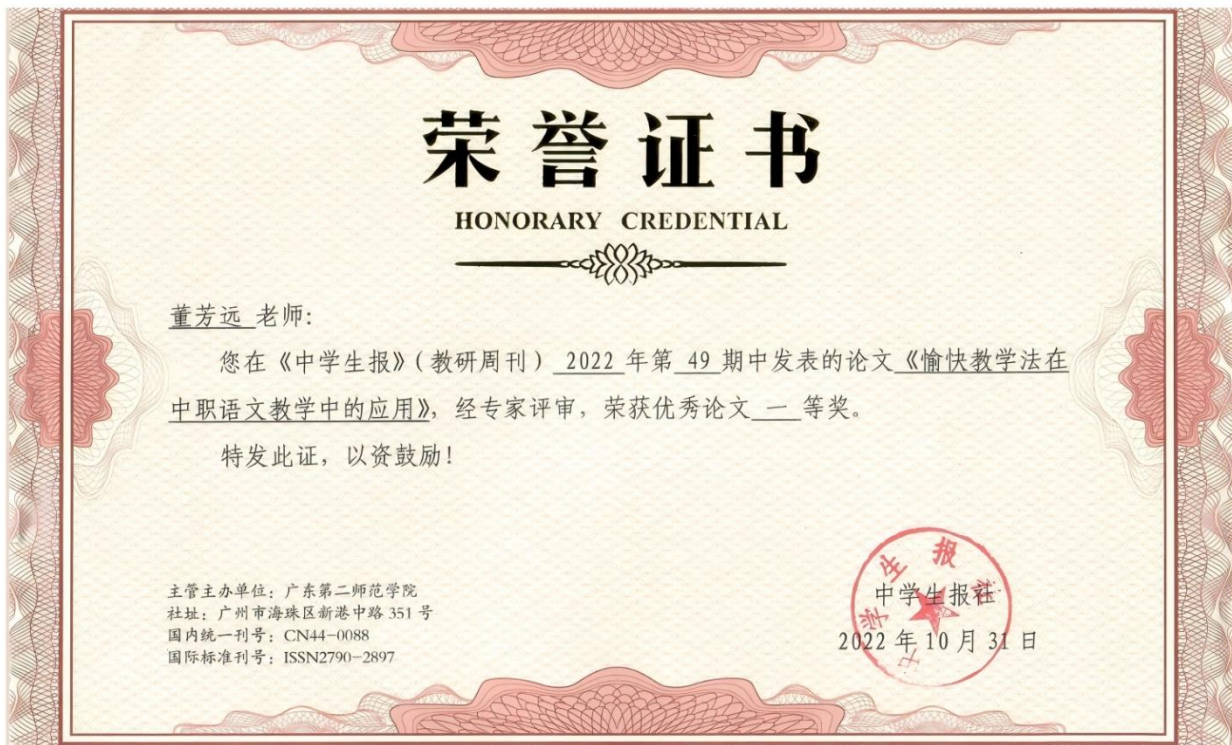 荣誉证书
HONORARY CREDENTIAL
董芳远 老师:
您在《中学生报》(教研周刊) 2022 年第 49 期中发表的论文《愉快教学法在
中职语文教学中的应用》, 经专家评审, 荣获优秀论文 一 等奖。
特发此证, 以资鼓励!
主管主办单位: 广东第二师范学院
社址: 广州市海珠区新港中路 351 号
国内统一刊号: CN44-0088
国际标准刊号: ISSN2790-2897
中学生报社
中学生报社
2022 年 10 月 31 日